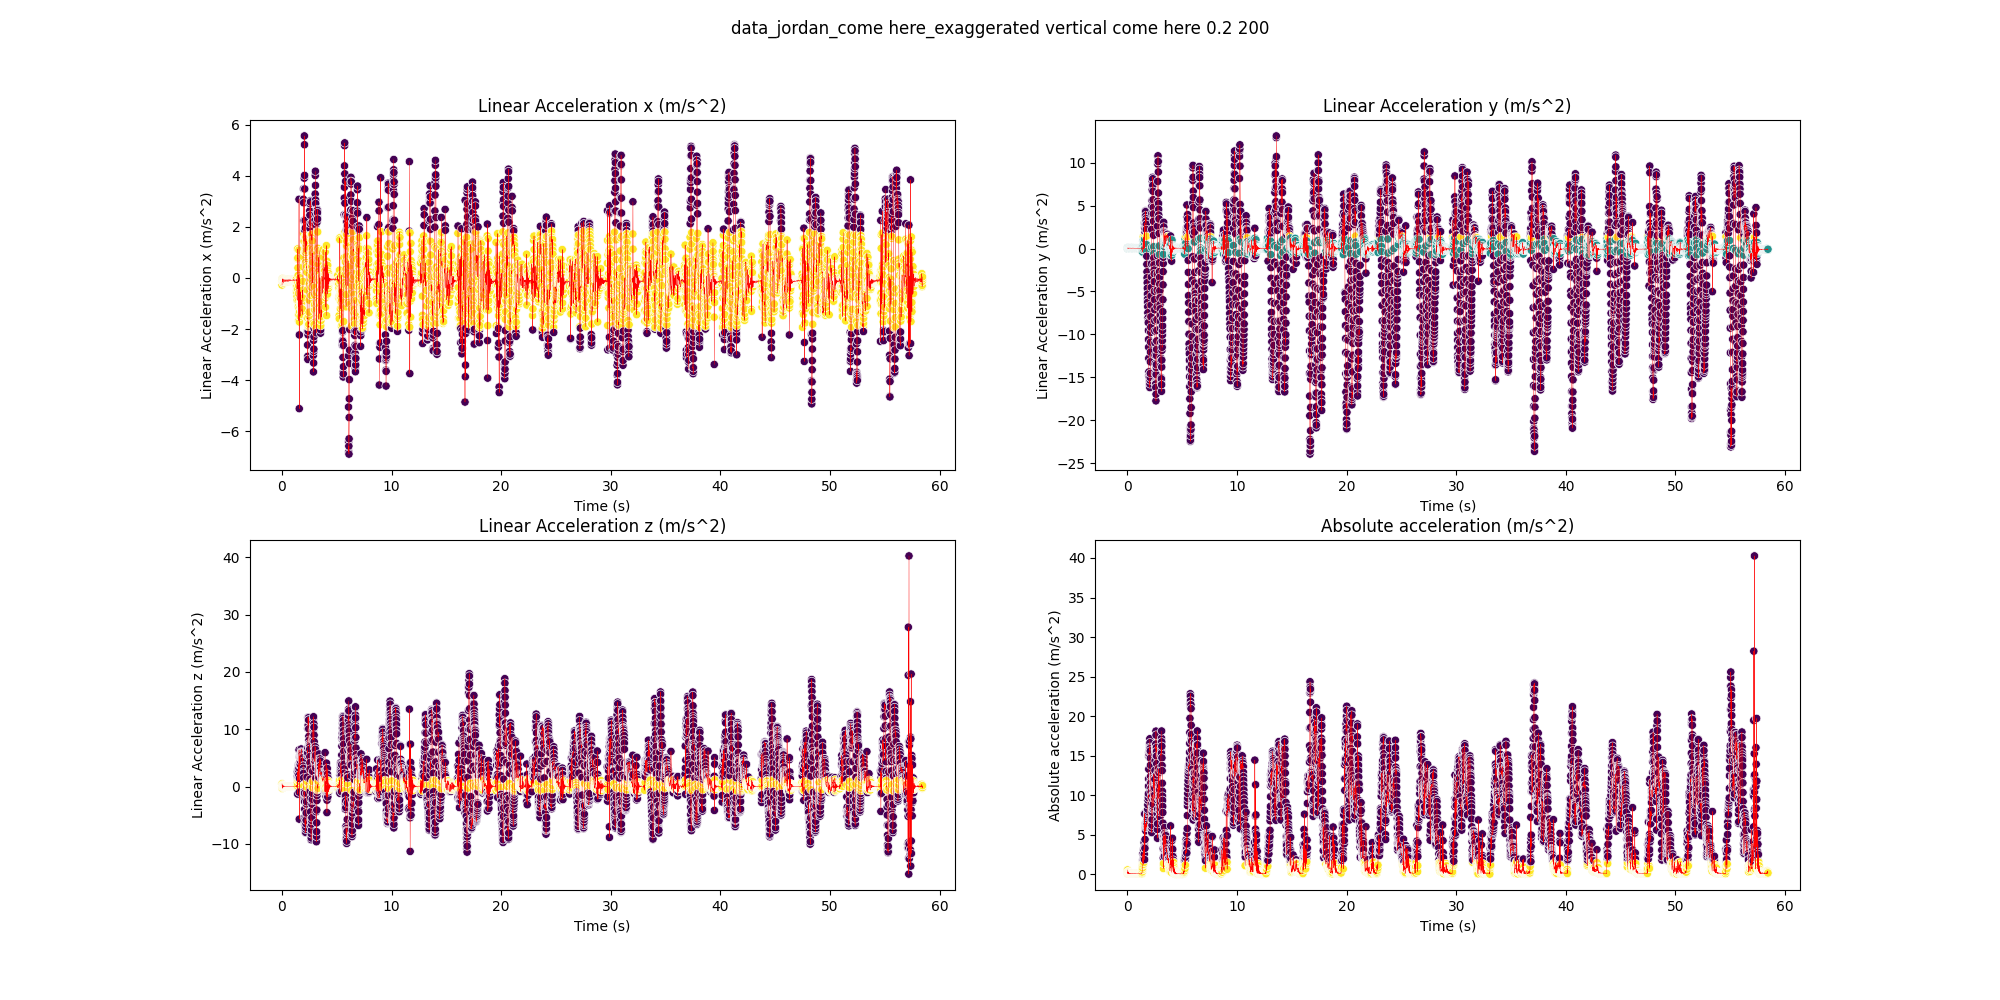 data_jordan_come here_exaggerated vertical come here 0.2 200
Linear Acceleration x (m/s^2)
Linear Acceleration x (m/s^2)
6
4
2
0
−2
−4
−6
0 10 20 30 40 50 60
Time (s)
Linear Acceleration y (m/s^2)
Linear Acceleration y (m/s^2)
10
5
0
−5
−10
−15
−20
−25
0 10 20 30 40 50 60
Time (s)
Linear Acceleration z (m/s^2)
Linear Acceleration z (m/s^2)
40
30
20
10
0
−10
0 10 20 30 40 50 60
Time (s)
Absolute acceleration (m/s^2)
Absolute acceleration (m/s^2)
40
35
30
25
20
15
10
5
0
0 10 20 30 40 50 60
Time (s)